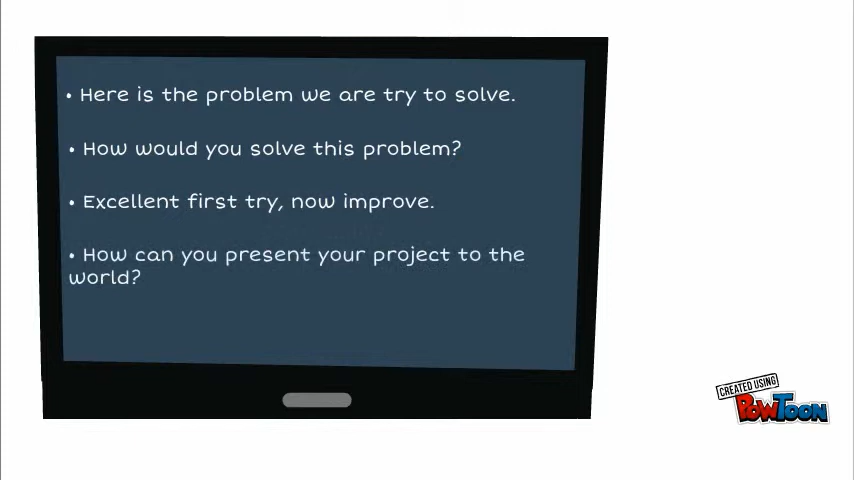 • Here is the problem we are try to solve.
• How would you solve this problem?
• Excellent first try, now improve.
• How can you present your project to the
world?
CREATED USING
POWTOON